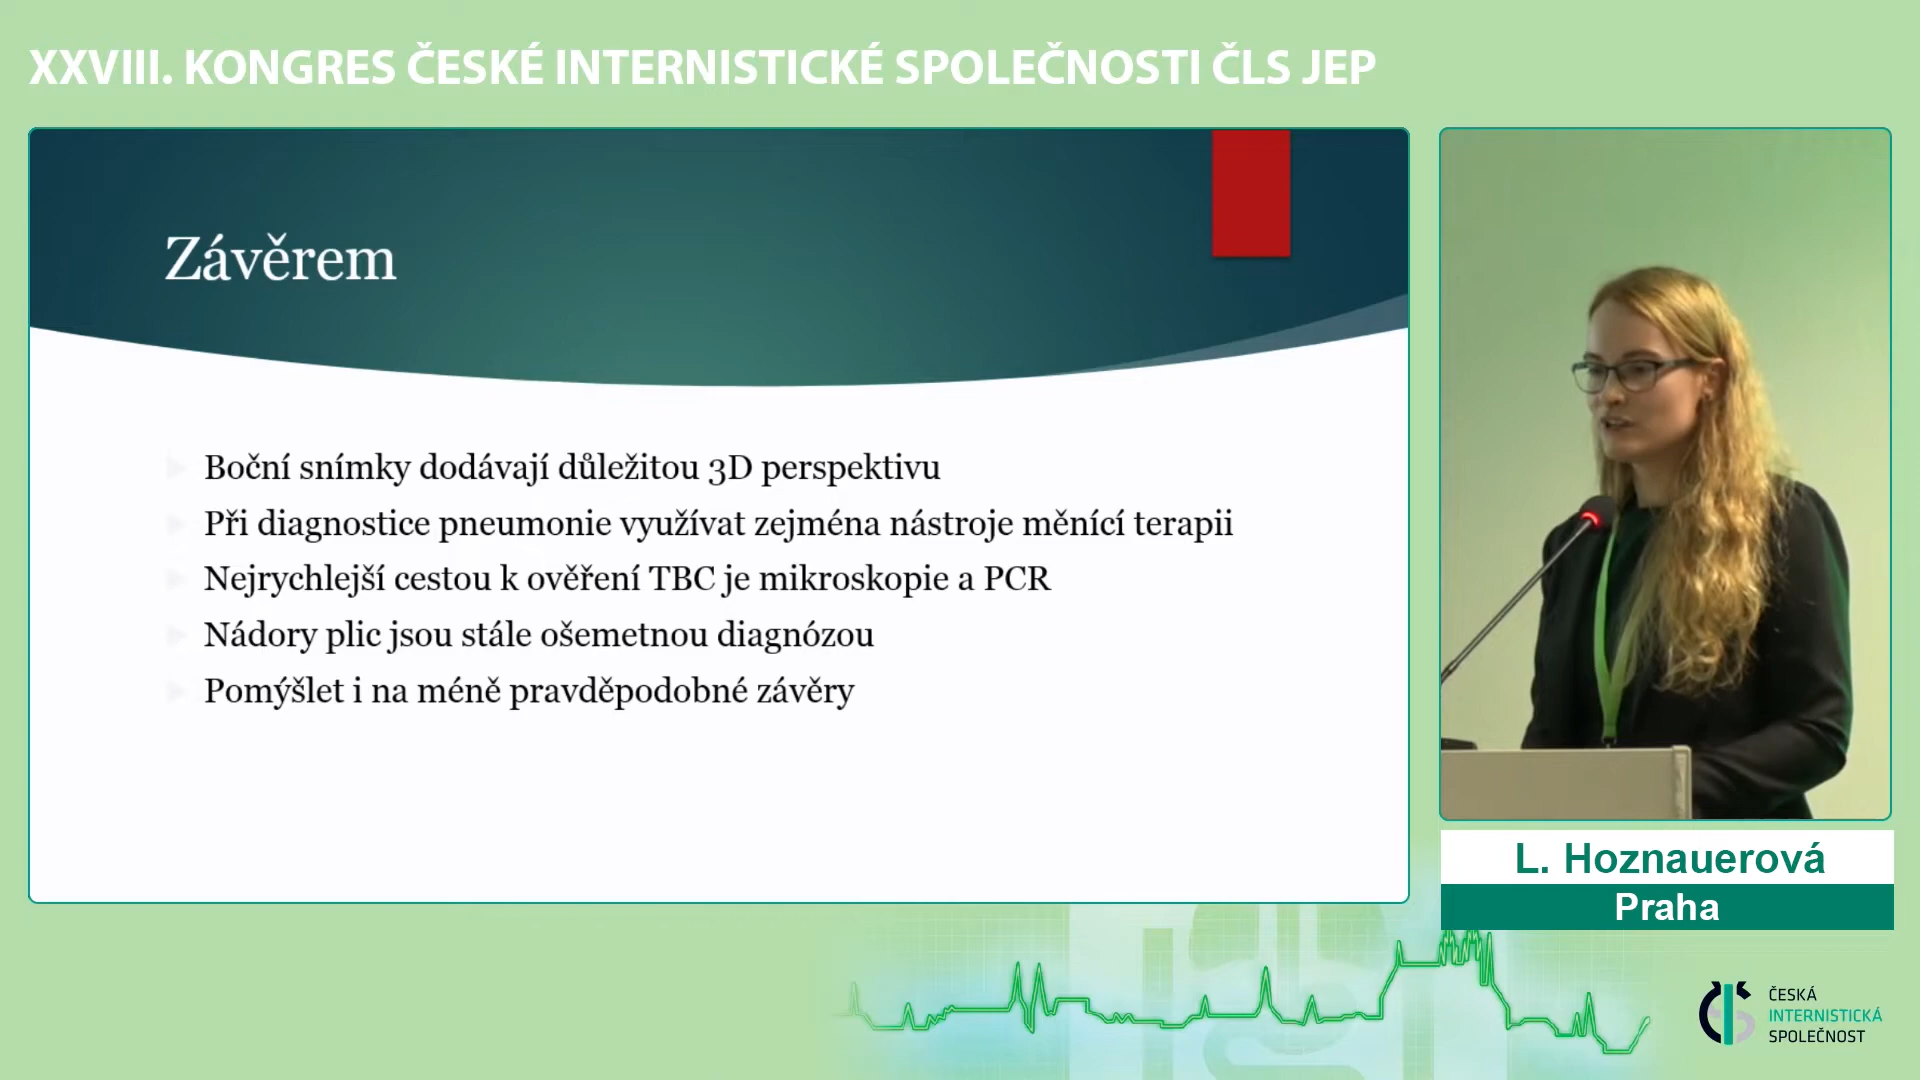 XXVIII. KONGRES ČESKÉ INTERNISTICKÉ SPOLEČNOSTI ČLS JEP
Závěrem
Boční snímky dodávají důležitou 3D perspektivu
Při diagnostice pneumonie využívat zejména nástroje měnící terapii
Nejrychlejší cestou k ověření TBC je mikroskopie a PCR
Nádory plic jsou stále ošemetnou diagnózou
Pomýšlet i na méně pravděpodobné závěry
L. Hoznauerová
Praha
ČESKÁ
INTERNISTICKÁ
SPOLEČNOST